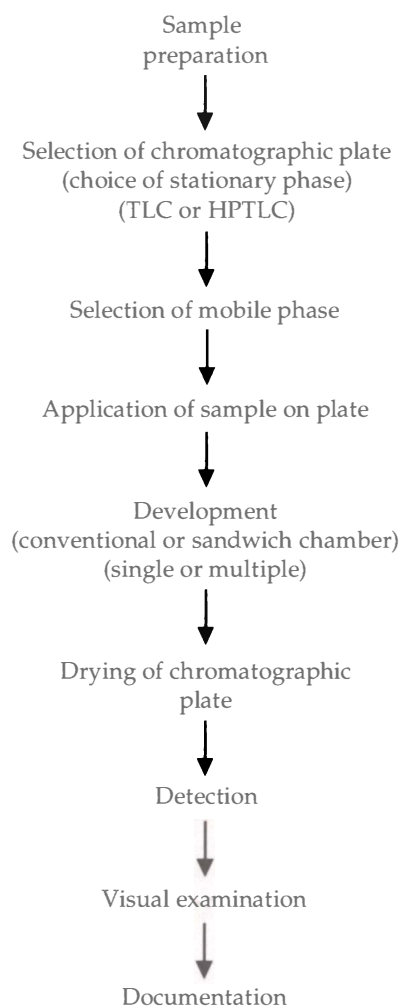 Sample
preparation
Selection of chromatographic plate
(choice of stationary phase)
(TLC or HPTLC)
Selection of mobile phase
Application of sample on plate
Development
(conventional or sandwich chamber)
(single or multiple)
Drying of chromatographic
plate
Detection
Visual examination
Documentation